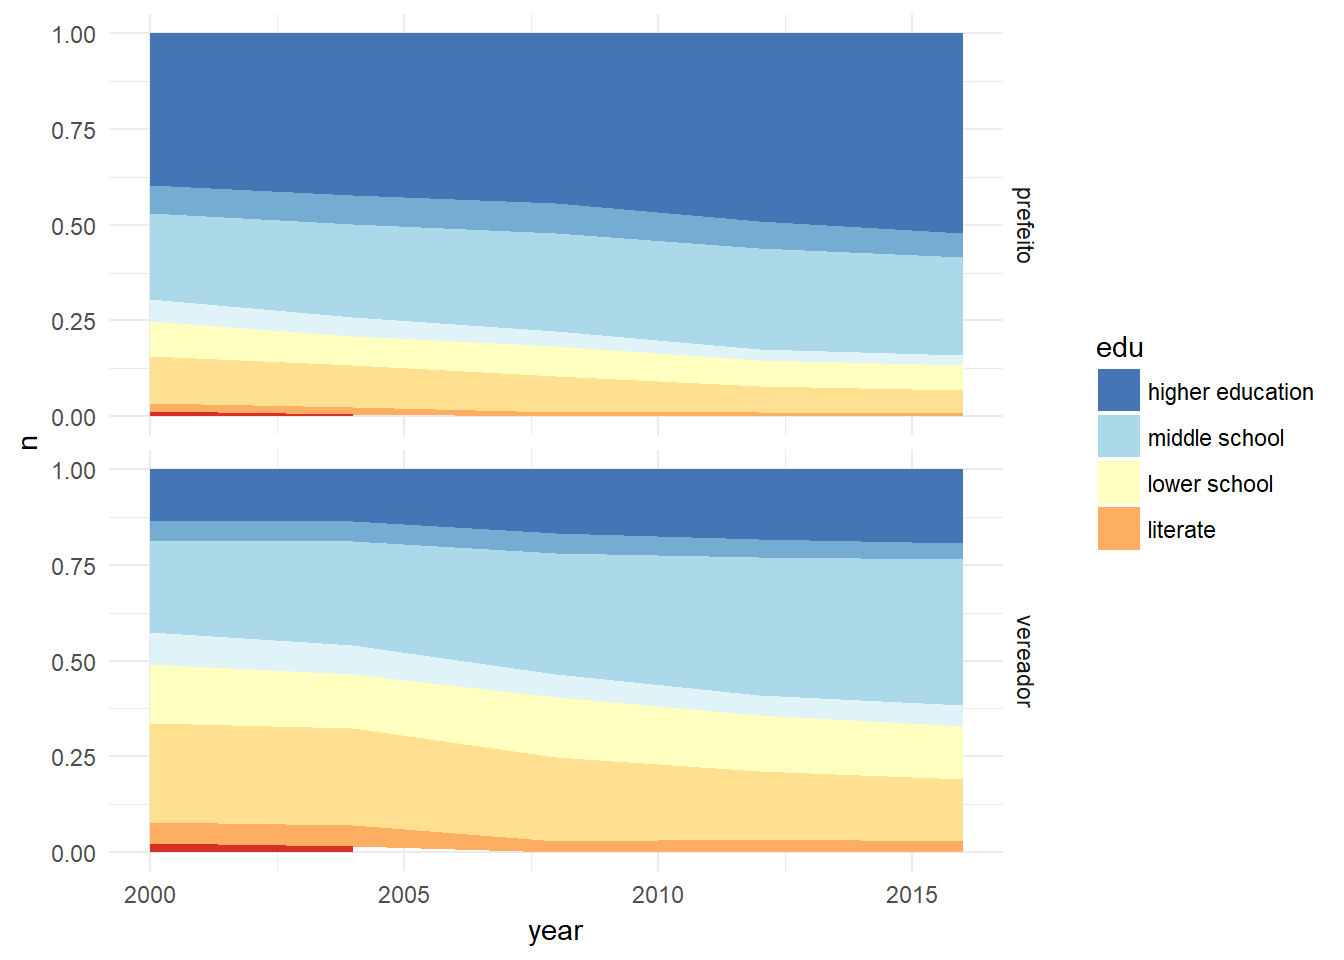 1.00
0.75
0.50
0.25
0.00
prefeito
n
1.00
0.75
0.50
0.25
0.00
vereador
2000 2005 2010 2015
year
edu
higher education
middle school
lower school
literate